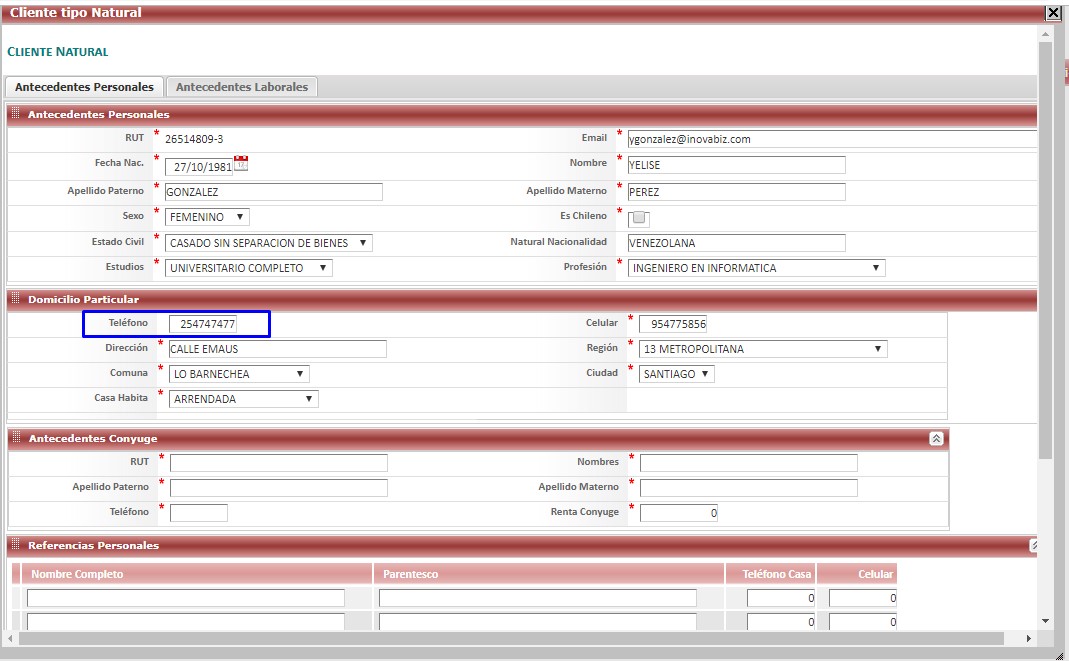 Cliente tipo Natural
CLIENTE NATURAL
Antecedentes Personales Antecedentes Laborales
Antecedentes Personales
RUT * 26514809-3 Email * ygonzalez@inovabiz.com
Fecha Nac. * 27/10/1981 Nombre * YELISE
Apellido Paterno * GONZALEZ Apellido Materno * PEREZ
Sexo * FEMENINO Es Chileno *
Estado Civil * CASADO SIN SEPARACION DE BIENES Natural Nacionalidad VENEZOLANA
Estudios * UNIVERSITARIO COMPLETO Profesión * INGENIERO EN INFORMATICA
Domicilio Particular
Teléfono 254747477 Celular * 954775856
Dirección * CALLE EMAUS Región * 13 METROPOLITANA
Comuna * LO BARNECHEA Ciudad * SANTIAGO
Casa Habita * ARRENDADA
Antecedentes Conyuge
RUT * Nombres *
Apellido Paterno * Apellido Materno *
Teléfono * Renta Conyuge * 0
Referencias Personales
Nombre Completo Parentesco Teléfono Casa Celular
0 0
0 0